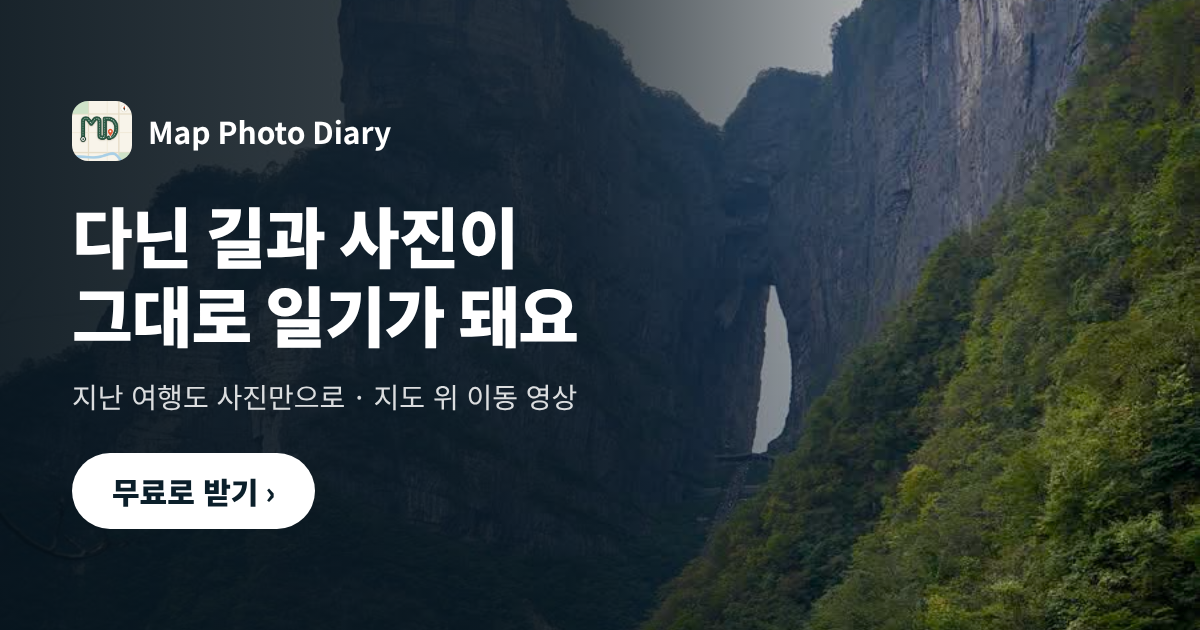 MD
Map Photo Diary
다닌 길과 사진이
그대로 일기가 돼요
지난 여행도 사진만으로 · 지도 위 이동 영상
무료로 받기 ›